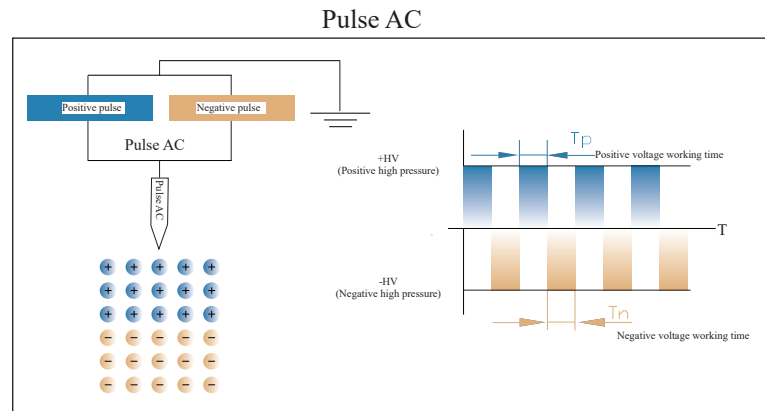 Pulse AC
Positive pulse
Negative pulse
Pulse AC
Pulse AC
+HV
(Positive high pressure)
Tp
Positive voltage working time
T
-HV
(Negative high pressure)
Tn
Negative voltage working time
+ + + + +
+ + + + +
+ + + + +
− − − − −
− − − − −
− − − − −